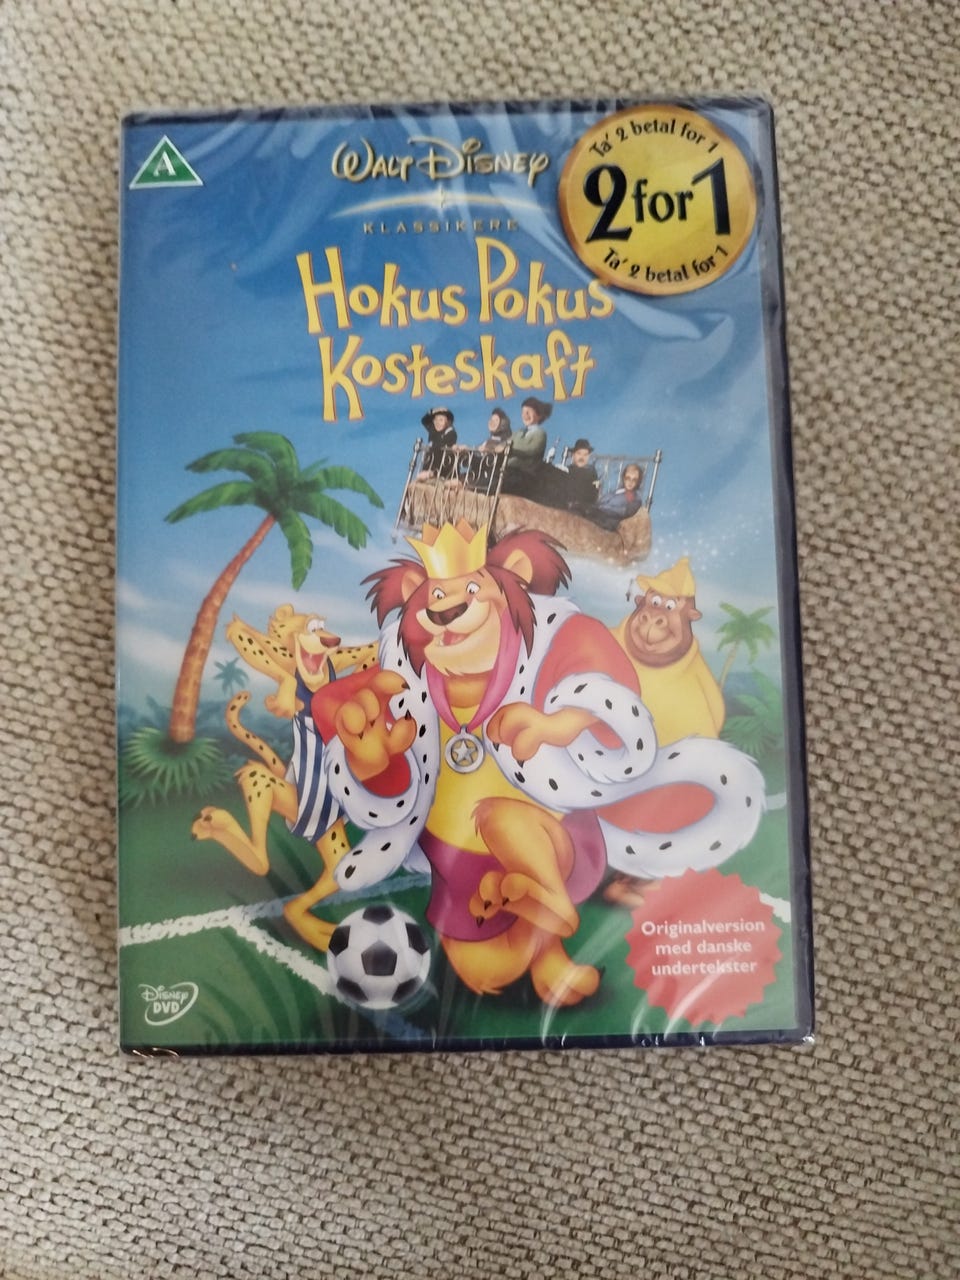 A
WALT DISNEY
KLASSIKERE
Ta' 2 betal for 1
2 for 1
Ta' 2 betal for 1
Hokus Pokus
Kosteskaft
Originalversion
med danske
undertekster
DISNEY
DVD